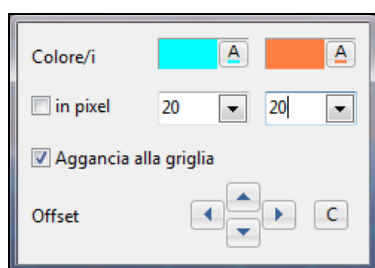 Colore/i A A
in pixel 20 20
Aggancia alla griglia
Offset C